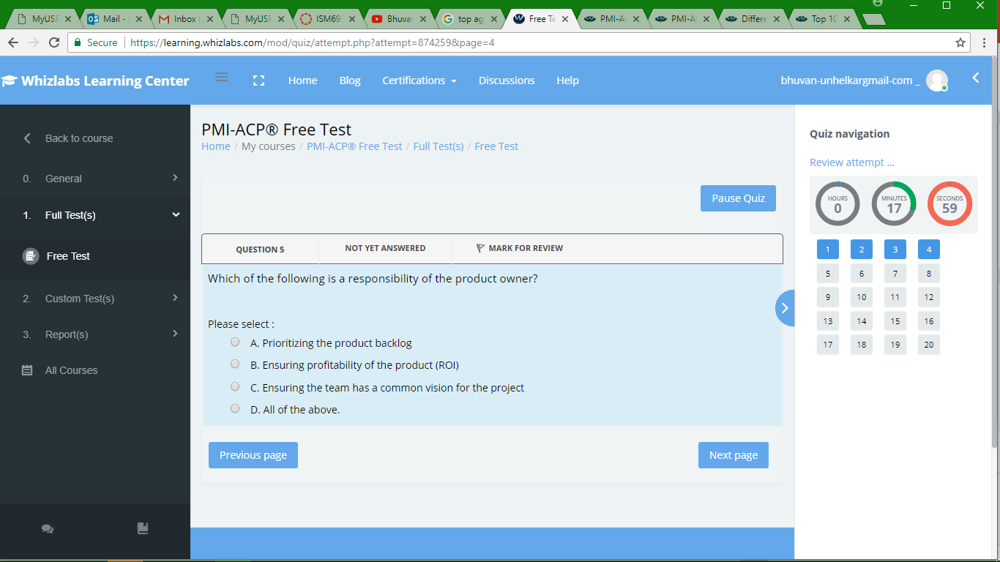 MyUSF
Mail -
Inbox (
MyUSF
ISM69
Bhuvan
top ag
Free Te
PMI-A
PMI-A
Differe
Top 10
Secure
https://learning.whizlabs.com/mod/quiz/attempt.php?attempt=874259&page=4
Whizlabs Learning Center
Home
Blog
Certifications
Discussions
Help
bhuvan-unhelkargmail-com _
Back to course
0. General
1. Full Test(s)
Free Test
2. Custom Test(s)
3. Report(s)
All Courses
PMI-ACP® Free Test
Home / My courses / PMI-ACP® Free Test / Full Test(s) / Free Test
Pause Quiz
QUESTION 5
NOT YET ANSWERED
MARK FOR REVIEW
Which of the following is a responsibility of the product owner?
Please select :
A. Prioritizing the product backlog
B. Ensuring profitability of the product (ROI)
C. Ensuring the team has a common vision for the project
D. All of the above.
Previous page
Next page
Quiz navigation
Review attempt ...
HOURS
0
MINUTES
17
SECONDS
59
1 2 3 4
5 6 7 8
9 10 11 12
13 14 15 16
17 18 19 20